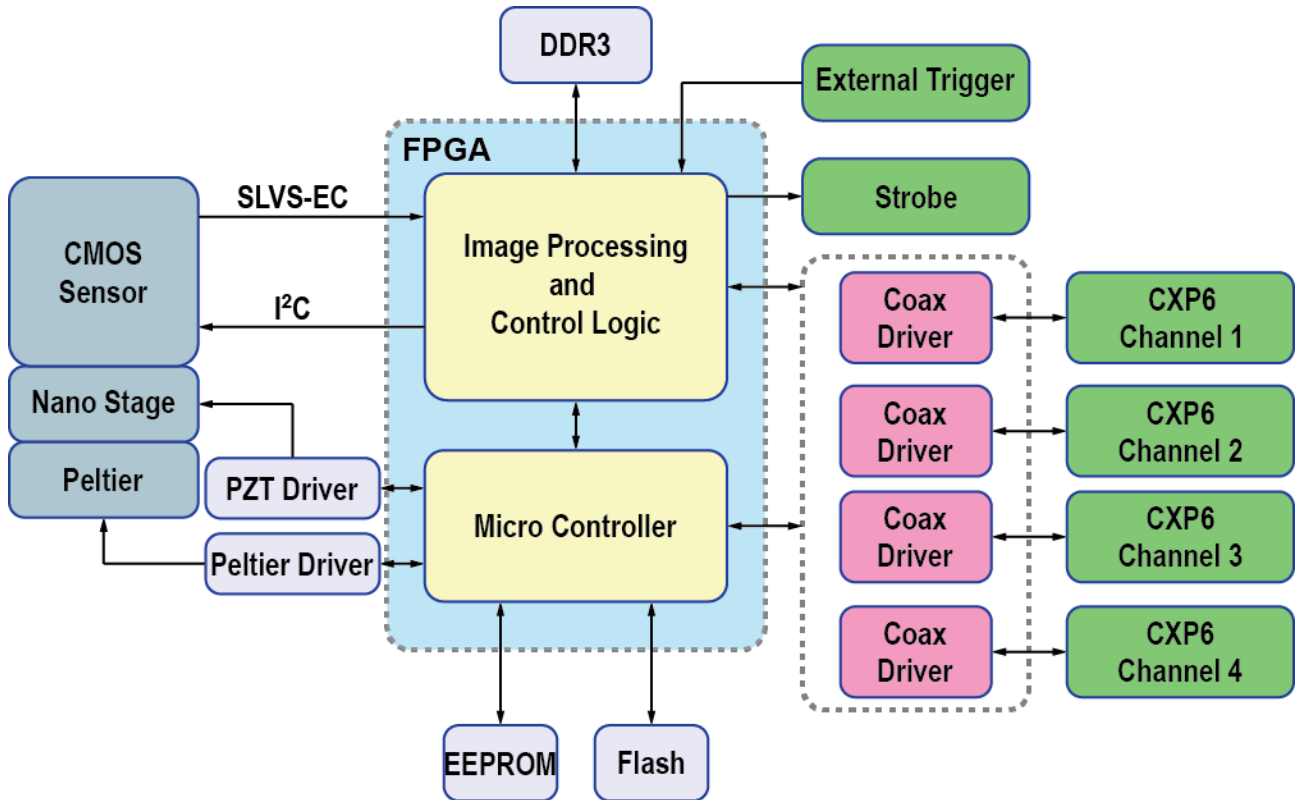 DDR3
External Trigger
FPGA
Strobe
SLVS-EC
CMOS
Sensor
Image Processing
and
Control Logic
I²C
Coax
Driver
CXP6
Channel 1
Nano Stage
Coax
Driver
CXP6
Channel 2
Peltier
PZT Driver
Micro Controller
Coax
Driver
CXP6
Channel 3
Peltier Driver
Coax
Driver
CXP6
Channel 4
EEPROM
Flash